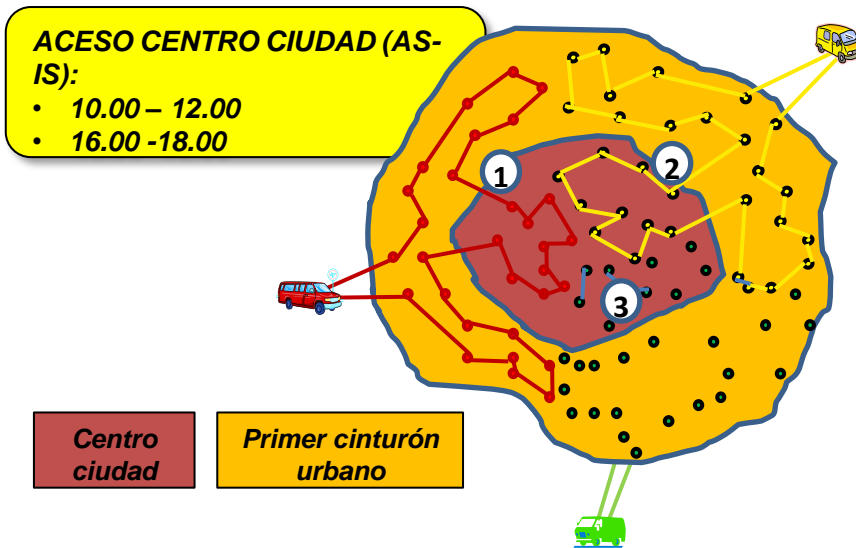 ACESO CENTRO CIUDAD (AS-
IS):
• 10.00 – 12.00
• 16.00 -18.00
1
2
3
Centro
ciudad
Primer cinturón
urbano